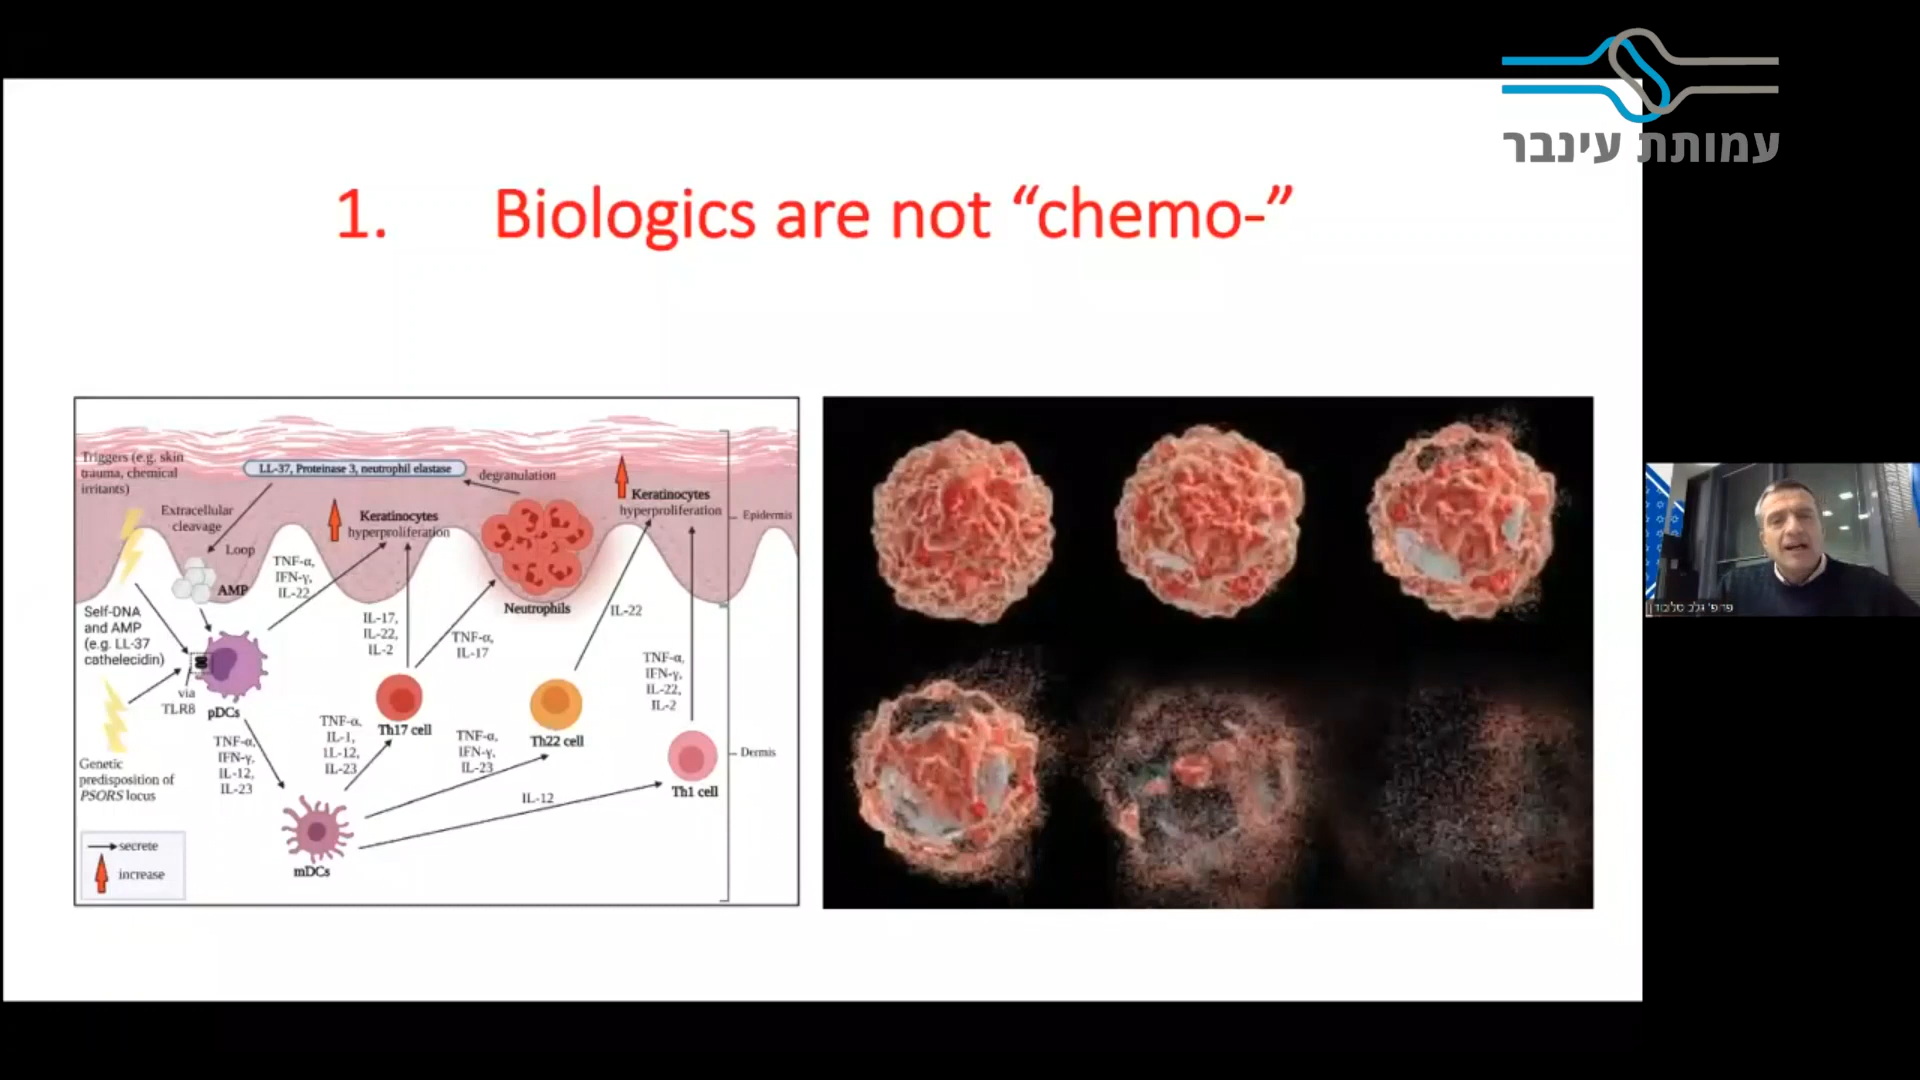 עמותת עינבר
1. Biologics are not “chemo-”
Triggers (e.g. skin
trauma, chemical
irritants)
LL-37, Proteinase 3, neutrophil elastase
degranulation
Keratinocytes
hyperproliferation
Epidermis
Extracellular
cleavage
Keratinocytes
hyperproliferation
Loop
TNF-α,
IFN-γ,
IL-22
AMP
Neutrophils
IL-22
Self-DNA
and AMP
(e.g. LL-37
cathelecidin)
IL-17,
IL-22,
IL-2
TNF-α,
IL-17
TNF-α,
IFN-γ,
IL-22,
IL-2
via
TLR8
pDCs
Th17 cell
Th22 cell
TNF-α,
IFN-γ,
IL-12,
IL-23
TNF-α,
IL-1,
IL-12,
IL-23
TNF-α,
IFN-γ,
IL-23
Dermis
Genetic
predisposition of
PSORS locus
IL-12
Th1 cell
secrete
increase
mDCs
פרופ' גלב סלובודין